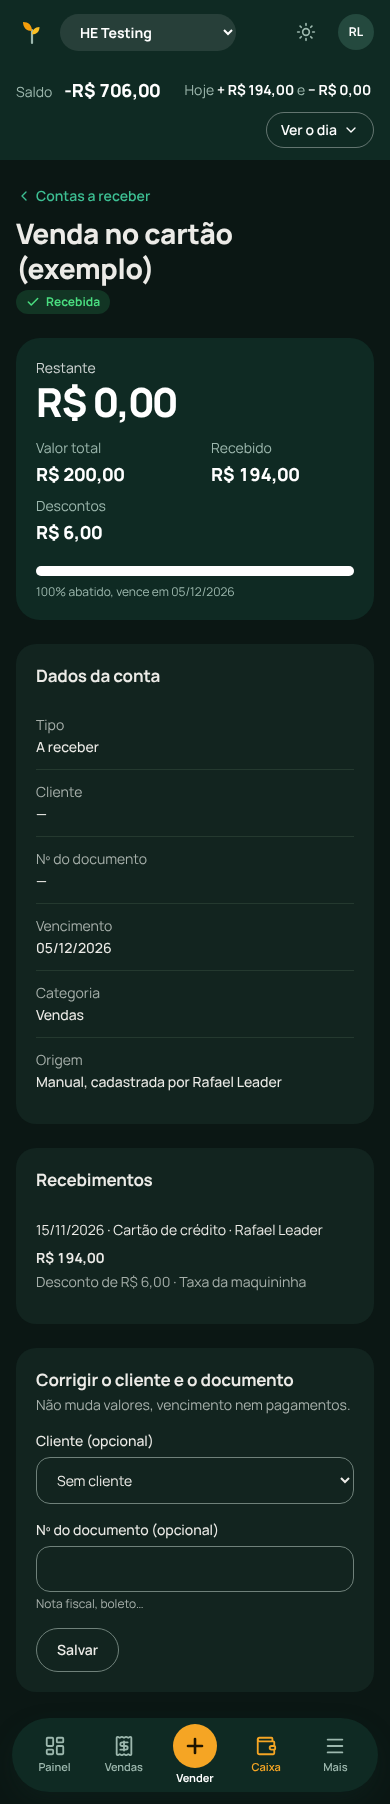 HE Testing
RL
Saldo -R$ 706,00
Hoje + R$ 194,00 e − R$ 0,00
Ver o dia
Contas a receber
Venda no cartão
(exemplo)
Recebida
Restante
R$ 0,00
Valor total Recebido
R$ 200,00 R$ 194,00
Descontos
R$ 6,00
100% abatido, vence em 05/12/2026
Dados da conta
Tipo
A receber
Cliente
—
Nº do documento
—
Vencimento
05/12/2026
Categoria
Vendas
Origem
Manual, cadastrada por Rafael Leader
Recebimentos
15/11/2026 · Cartão de crédito · Rafael Leader
R$ 194,00
Desconto de R$ 6,00 · Taxa da maquininha
Corrigir o cliente e o documento
Não muda valores, vencimento nem pagamentos.
Cliente (opcional)
Sem cliente
Nº do documento (opcional)
Nota fiscal, boleto…
Salvar
Painel Vendas Vender Caixa Mais